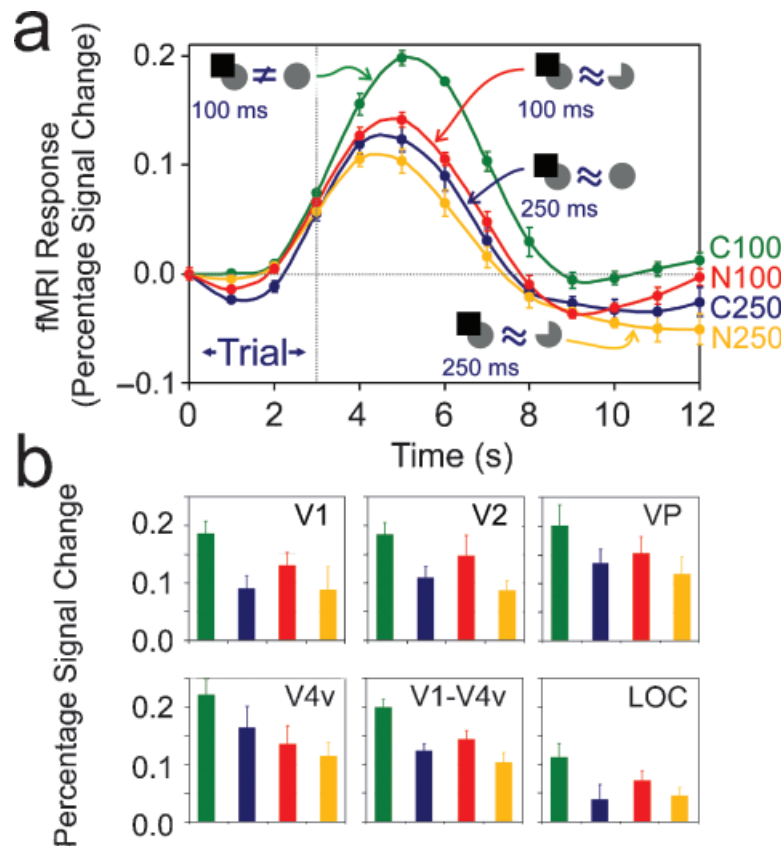 a
fMRI Response
(Percentage Signal Change)
0.2
0.1
0.0
−0.1
≠
100 ms
≈
100 ms
≈
250 ms
≈
250 ms
Trial
C100
N100
C250
N250
0 2 4 6 8 10 12
Time (s)
b
Percentage Signal Change
0.2
0.1
0.0
V1
V2
VP
0.2
0.1
0.0
V4v
V1-V4v
LOC